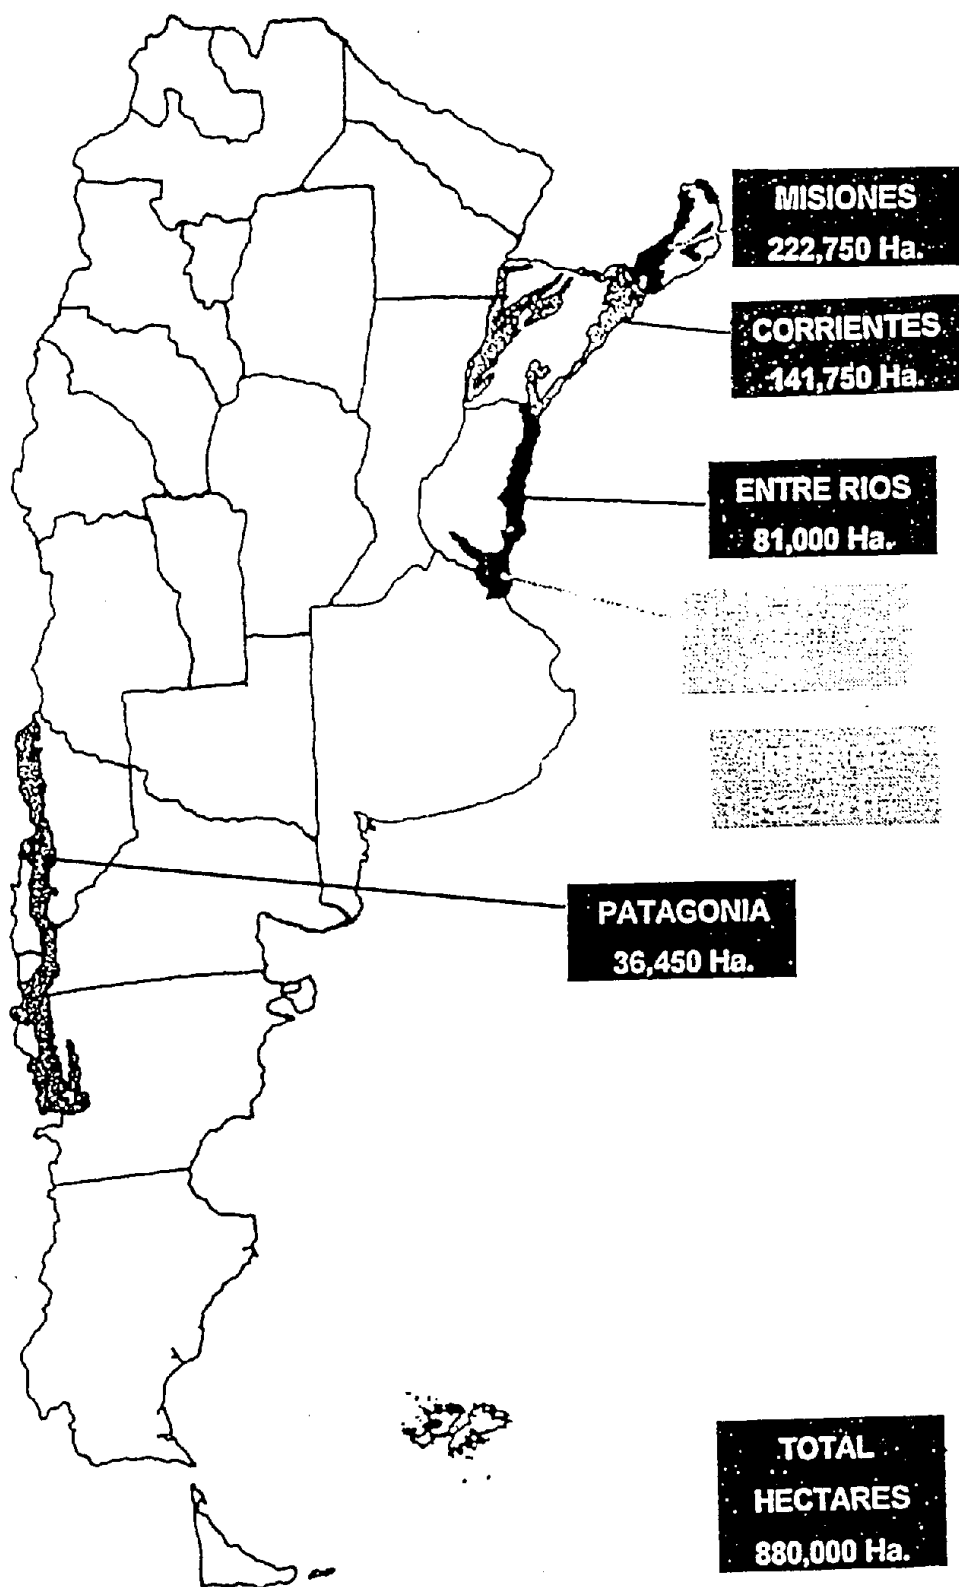 MISIONES
222,750 Ha.
CORRIENTES
141,750 Ha.
ENTRE RIOS
81,000 Ha.
PATAGONIA
36,450 Ha.
TOTAL
HECTARES
880,000 Ha.